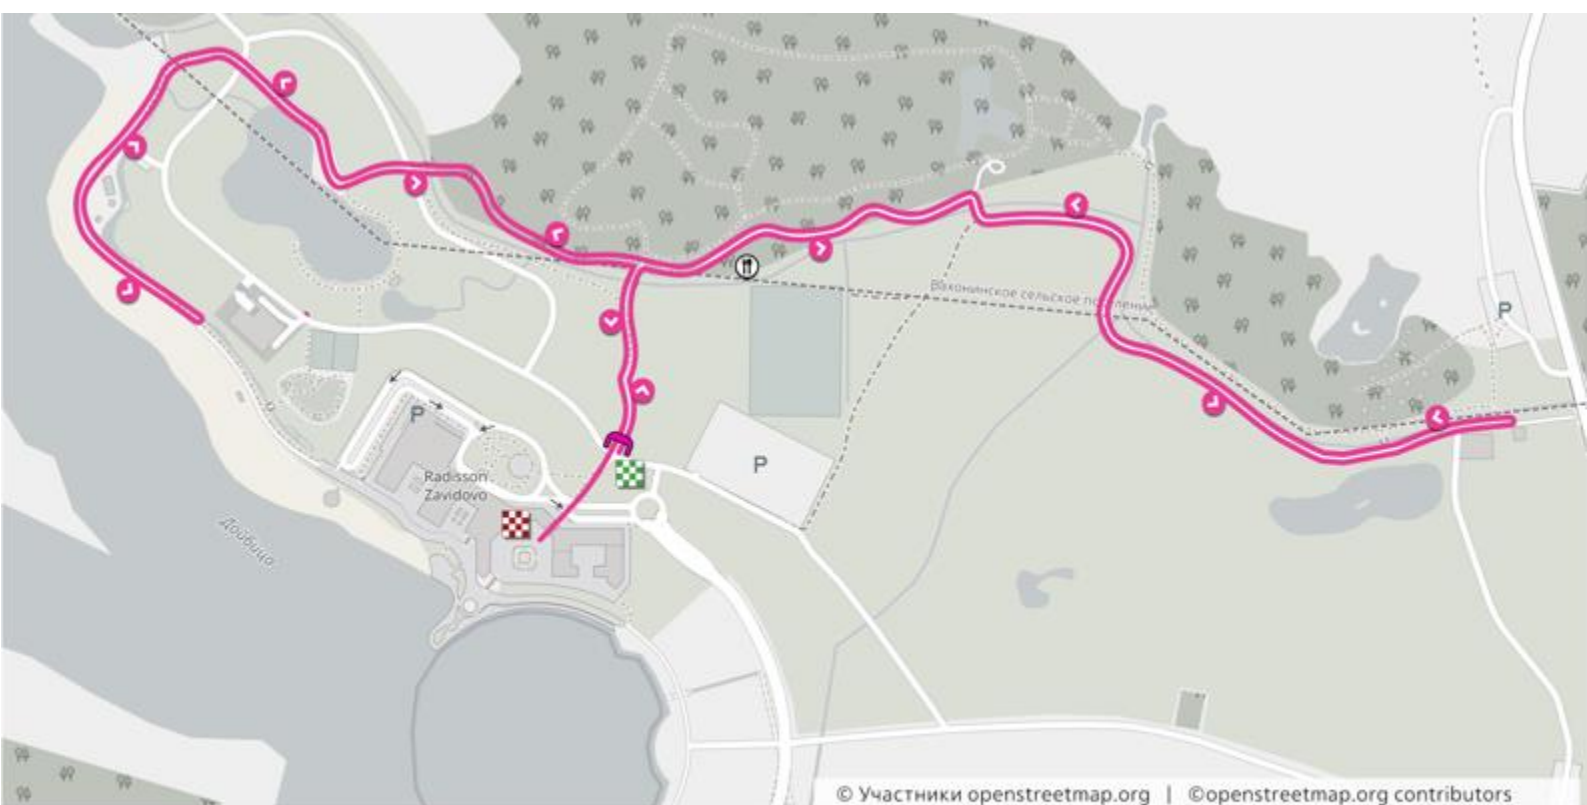 Вахонинское сельское поселение
P
P
P
Radisson
Zavidovo
Дойбица
© Участники openstreetmap.org | ©openstreetmap.org contributors